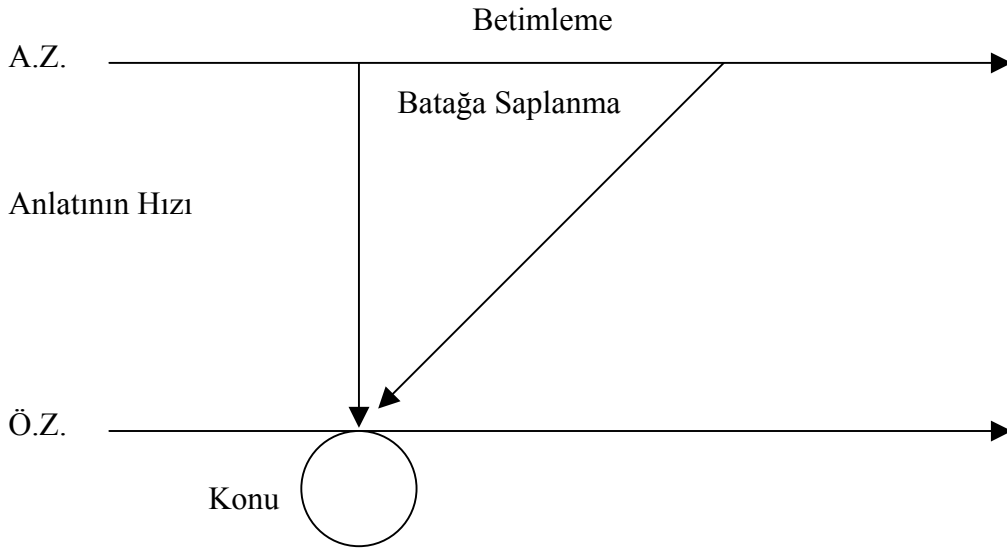 Betimleme
A.Z.
Batağa Saplanma
Anlatının Hızı
Ö.Z.
Konu